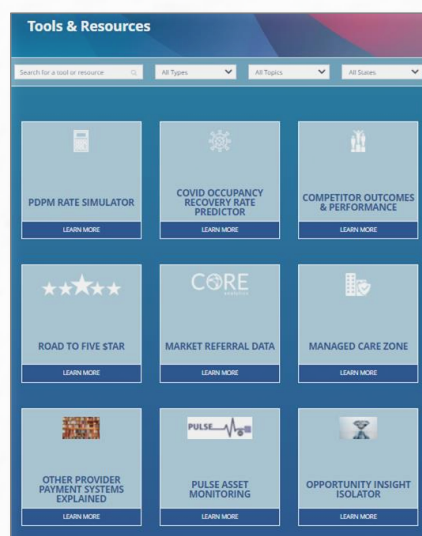 Tools & Resources
Search for a tool or resource
All Types
All Topics
All States
PDPM RATE SIMULATOR
LEARN MORE
COVID OCCUPANCY
RECOVERY RATE
PREDICTOR
LEARN MORE
COMPETITOR OUTCOMES
& PERFORMANCE
LEARN MORE
ROAD TO FIVE $TAR
LEARN MORE
CORE
MARKET REFERRAL DATA
LEARN MORE
MANAGED CARE ZONE
LEARN MORE
OTHER PROVIDER
PAYMENT SYSTEMS
EXPLAINED
LEARN MORE
PULSE
PULSE ASSET
MONITORING
LEARN MORE
OPPORTUNITY INSIGHT
ISOLATOR
LEARN MORE